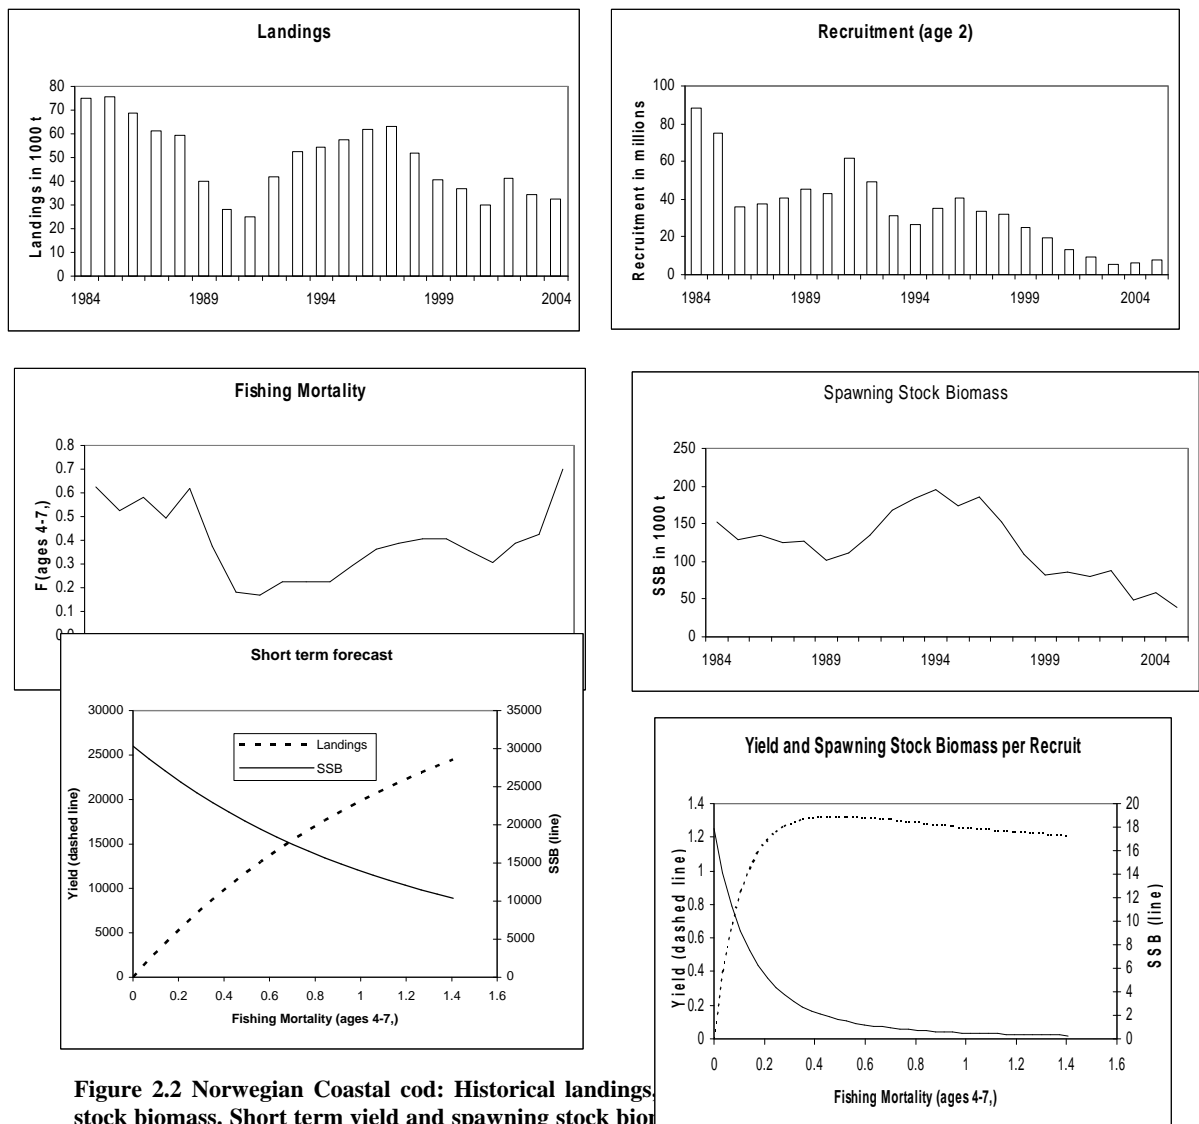 Landings
Landings in 1000 t
80
70
60
50
40
30
20
10
0
1984 1989 1994 1999 2004
Recruitment (age 2)
Recruitment in millions
100
80
60
40
20
0
1984 1989 1994 1999 2004
Fishing Mortality
F(ages 4-7,)
0.8
0.7
0.6
0.5
0.4
0.3
0.2
0.1
Spawning Stock Biomass
SSB in 1000 t
250
200
150
100
50
0
1984 1989 1994 1999 2004
Short term forecast
Yield (dashed line)
30000
25000
20000
15000
10000
5000
0
Landings
SSB
35000
30000
25000
20000
15000
10000
5000
0
SSB (line)
0 0.2 0.4 0.6 0.8 1 1.2 1.4 1.6
Fishing Mortality (ages 4-7,)
Yield and Spawning Stock Biomass per Recruit
Yield (dashed line)
1.4
1.2
1
0.8
0.6
0.4
0.2
0
20
18
16
14
12
10
8
6
4
2
0
SSB (line)
0 0.2 0.4 0.6 0.8 1 1.2 1.4 1.6
Fishing Mortality (ages 4-7,)
Figure 2.2 Norwegian Coastal cod: Historical landings,
stock biomass. Short term yield and spawning stock